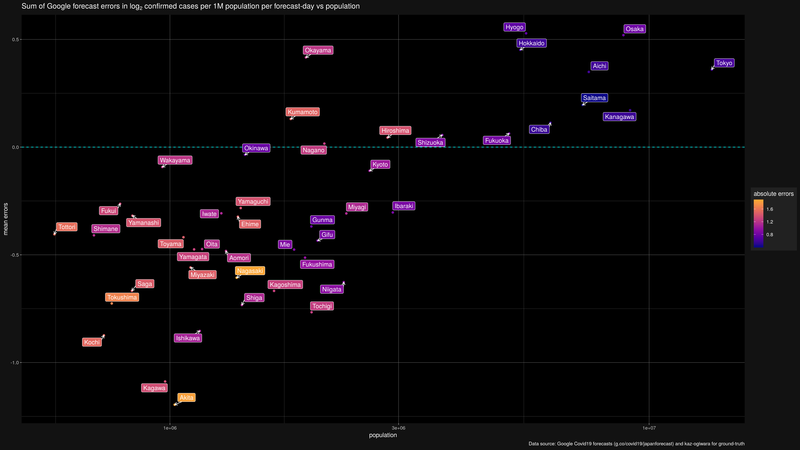 Sum of Google forecast errors in log₂ confirmed cases per 1M population per forecast-day vs population
Hyogo
Osaka
0.5
Hokkaido
Okayama
Tokyo
Aichi
Saitama
Kumamoto
Kanagawa
Chiba
Hiroshima
Shizuoka
Fukuoka
0.0
Okinawa
Nagano
Wakayama
Kyoto
absolute errors
1.6
1.2
0.8
mean errors
Yamaguchi
Miyagi
Ibaraki
Fukui
Iwate
Yamanashi
Gunma
Ehime
Tottori
Shimane
Gifu
Toyama
Oita
Mie
-0.5
Yamagata
Aomori
Fukushima
Miyazaki
Nagasaki
Saga
Kagoshima
Niigata
Tokushima
Shiga
Tochigi
Kochi
Ishikawa
-1.0
Kagawa
Akita
1e+06
3e+06
1e+07
population
Data source: Google Covid19 forecasts (g.co/covid19/japanforecast) and kaz-ogiwara for ground-truth